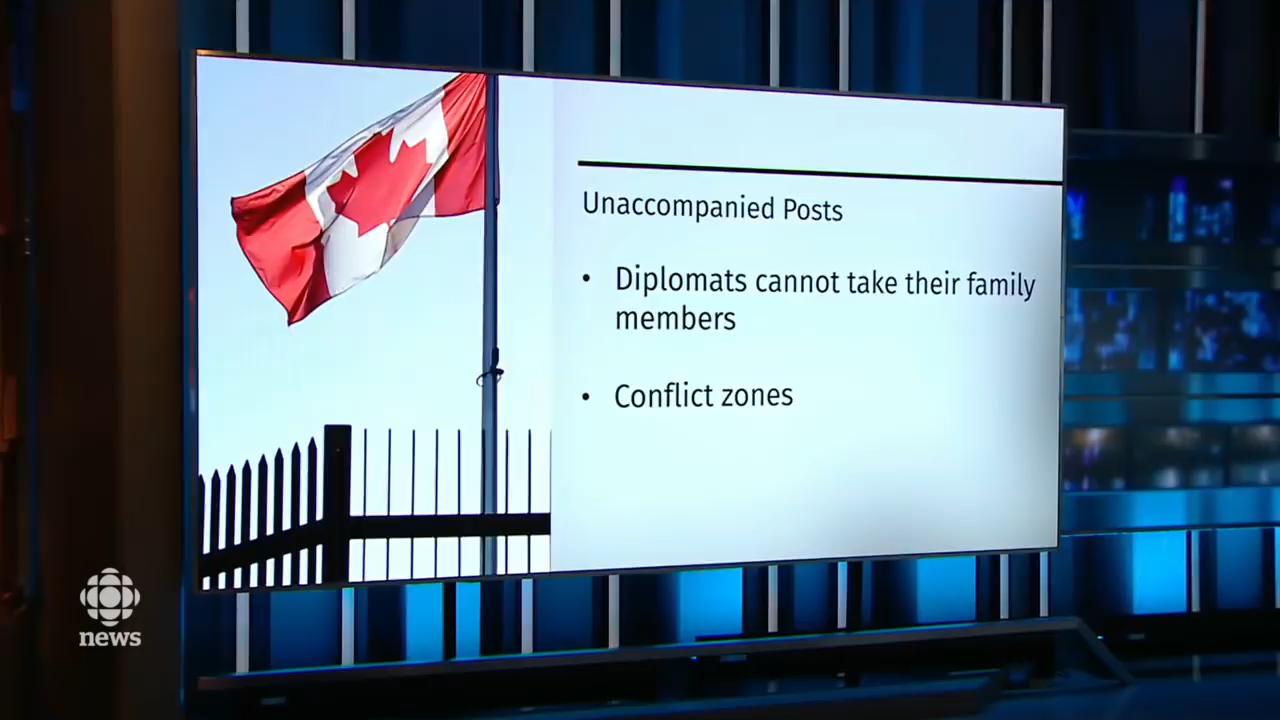 Unaccompanied Posts
• Diplomats cannot take their family
members
• Conflict zones
news